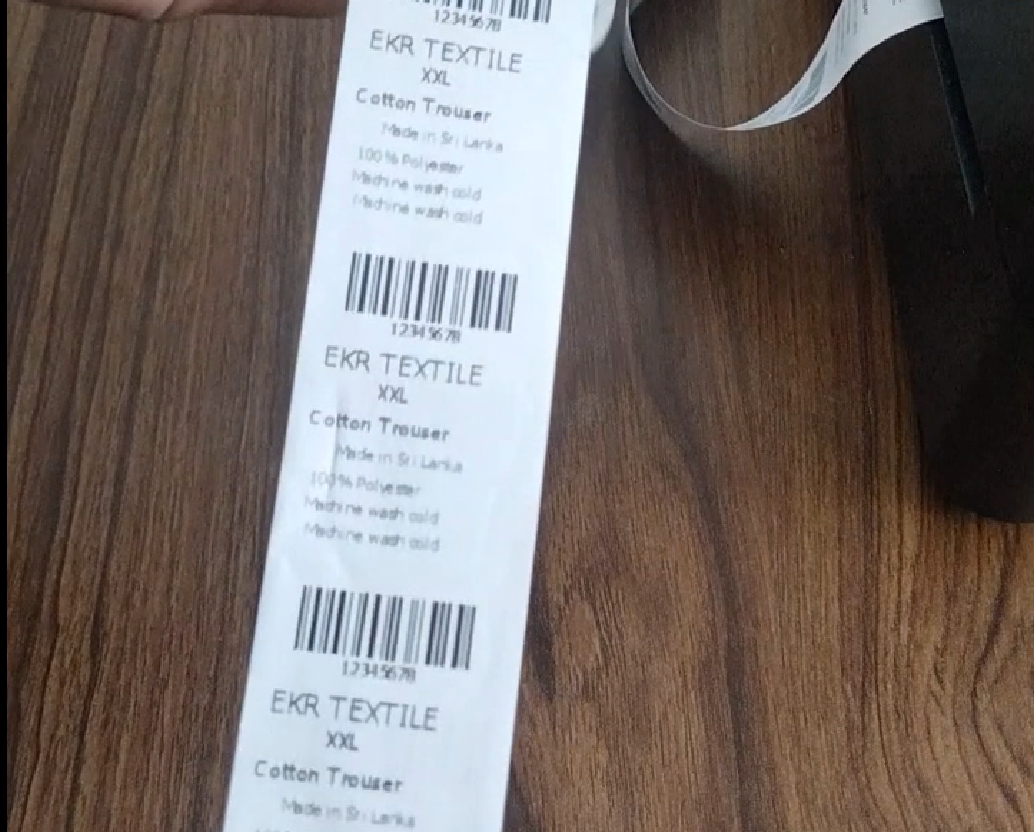 12345678
EKR TEXTILE
XXL
Cotton Trouser
Made in Sri Lanka
100% Polyester
Machine wash cold
Machine wash cold
12345678
EKR TEXTILE
XXL
Cotton Trouser
Made in Sri Lanka
100% Polyester
Machine wash cold
Machine wash cold
12345678
EKR TEXTILE
XXL
Cotton Trouser
Made in Sri Lanka